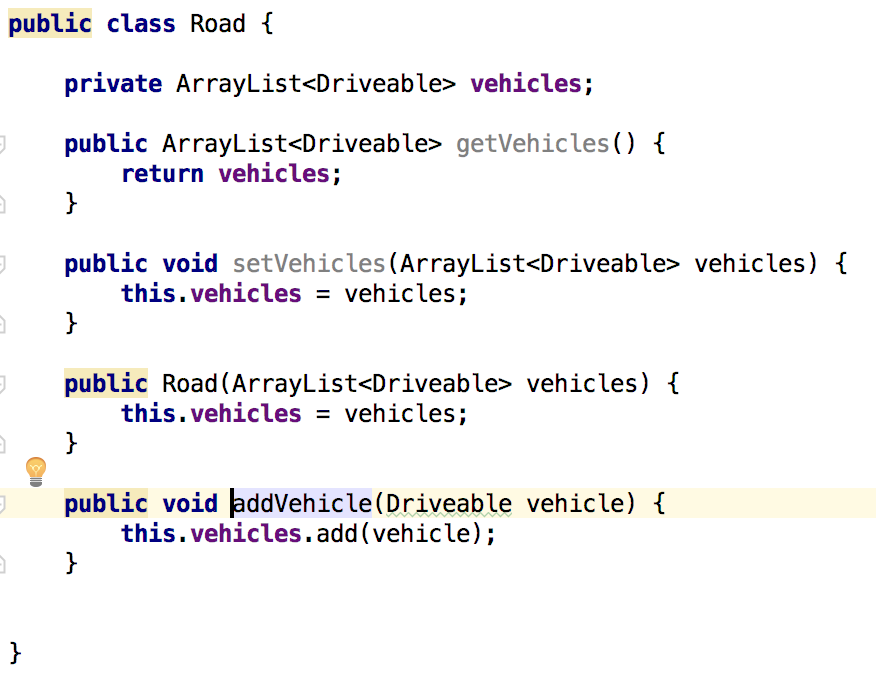 public class Road {
private ArrayList<Driveable> vehicles;
public ArrayList<Driveable> getVehicles() {
return vehicles;
}
public void setVehicles(ArrayList<Driveable> vehicles) {
this.vehicles = vehicles;
}
public Road(ArrayList<Driveable> vehicles) {
this.vehicles = vehicles;
}
public void addVehicle(Driveable vehicle) {
this.vehicles.add(vehicle);
}
}